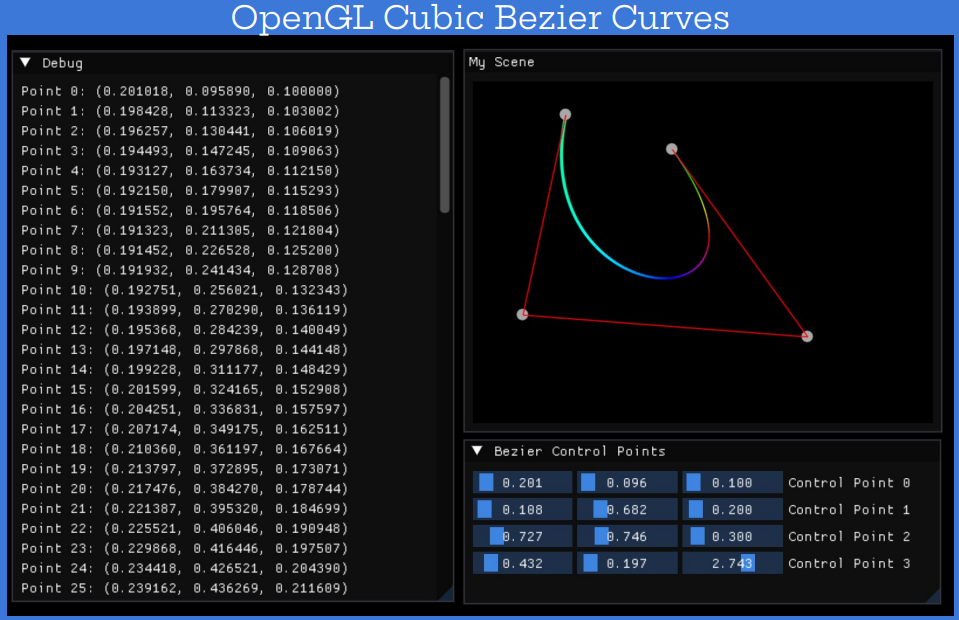 OpenGL Cubic Bezier Curves
▼ Debug
Point 0: (0.201018, 0.095890, 0.100000)
Point 1: (0.198428, 0.113323, 0.103002)
Point 2: (0.196257, 0.130441, 0.106019)
Point 3: (0.194493, 0.147245, 0.109063)
Point 4: (0.193127, 0.163734, 0.112150)
Point 5: (0.192150, 0.179907, 0.115293)
Point 6: (0.191552, 0.195764, 0.118506)
Point 7: (0.191323, 0.211305, 0.121804)
Point 8: (0.191452, 0.226528, 0.125200)
Point 9: (0.191932, 0.241434, 0.128708)
Point 10: (0.192751, 0.256021, 0.132343)
Point 11: (0.193899, 0.270290, 0.136119)
Point 12: (0.195368, 0.284239, 0.140049)
Point 13: (0.197148, 0.297868, 0.144148)
Point 14: (0.199228, 0.311177, 0.148429)
Point 15: (0.201599, 0.324165, 0.152908)
Point 16: (0.204251, 0.336831, 0.157597)
Point 17: (0.207174, 0.349175, 0.162511)
Point 18: (0.210360, 0.361197, 0.167664)
Point 19: (0.213797, 0.372895, 0.173071)
Point 20: (0.217476, 0.384270, 0.178744)
Point 21: (0.221387, 0.395320, 0.184699)
Point 22: (0.225521, 0.406046, 0.190948)
Point 23: (0.229868, 0.416446, 0.197507)
Point 24: (0.234418, 0.426521, 0.204390)
Point 25: (0.239162, 0.436269, 0.211609)
My Scene
▼ Bezier Control Points
0.201 0.096 0.100 Control Point 0
0.108 0.682 0.200 Control Point 1
0.727 0.746 0.300 Control Point 2
0.432 0.197 2.743 Control Point 3